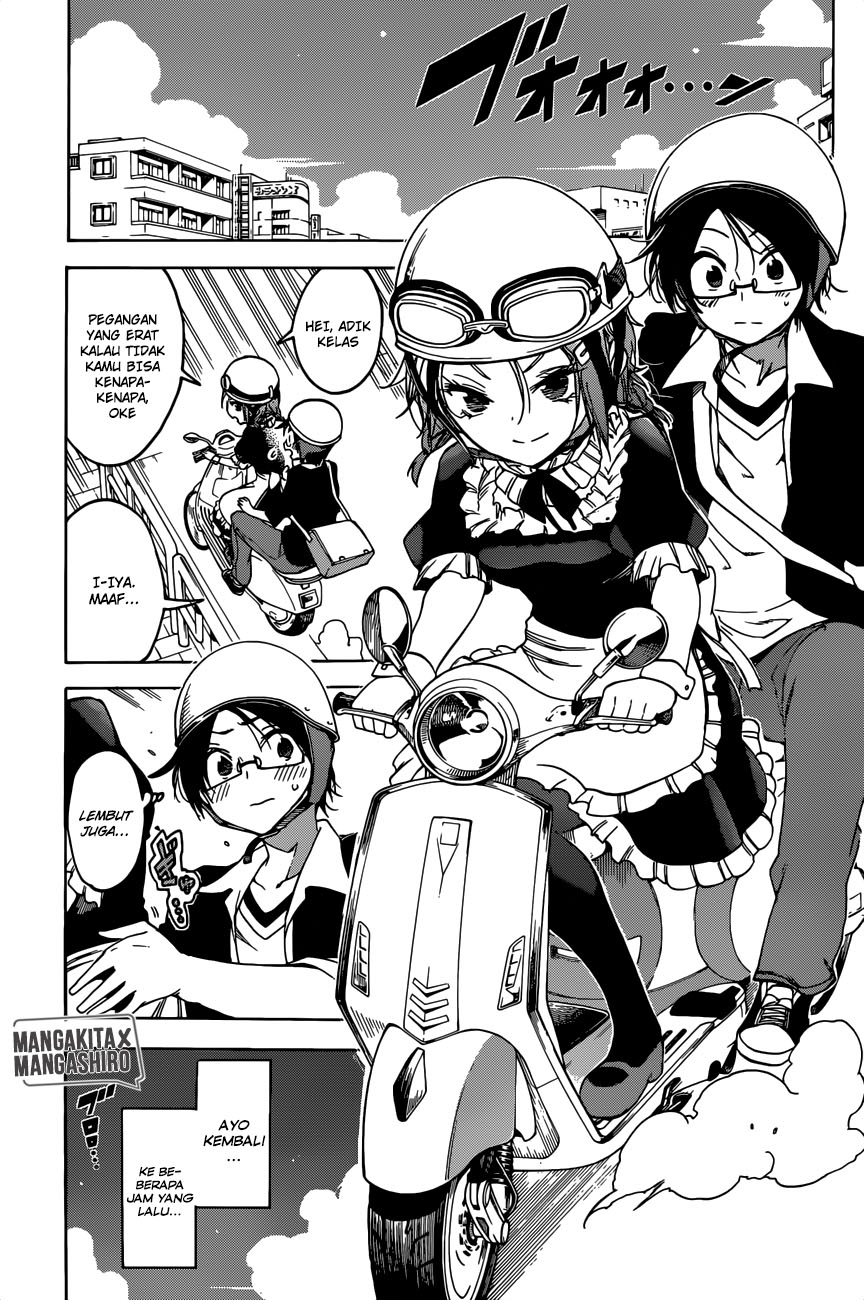 ブオオオ…ン
HEI, ADIK
KELAS
PEGANGAN
YANG ERAT
KALAU TIDAK
KAMU BISA
KENAPA-
KENAPA,
OKE
I-IYA.
MAAF...
LEMBUT
JUGA...
MANGAKITA X
MANGASHIRO
ブロ…
AYO
KEMBALI
...
KE BE-
BERAPA
JAM YANG
LALU...